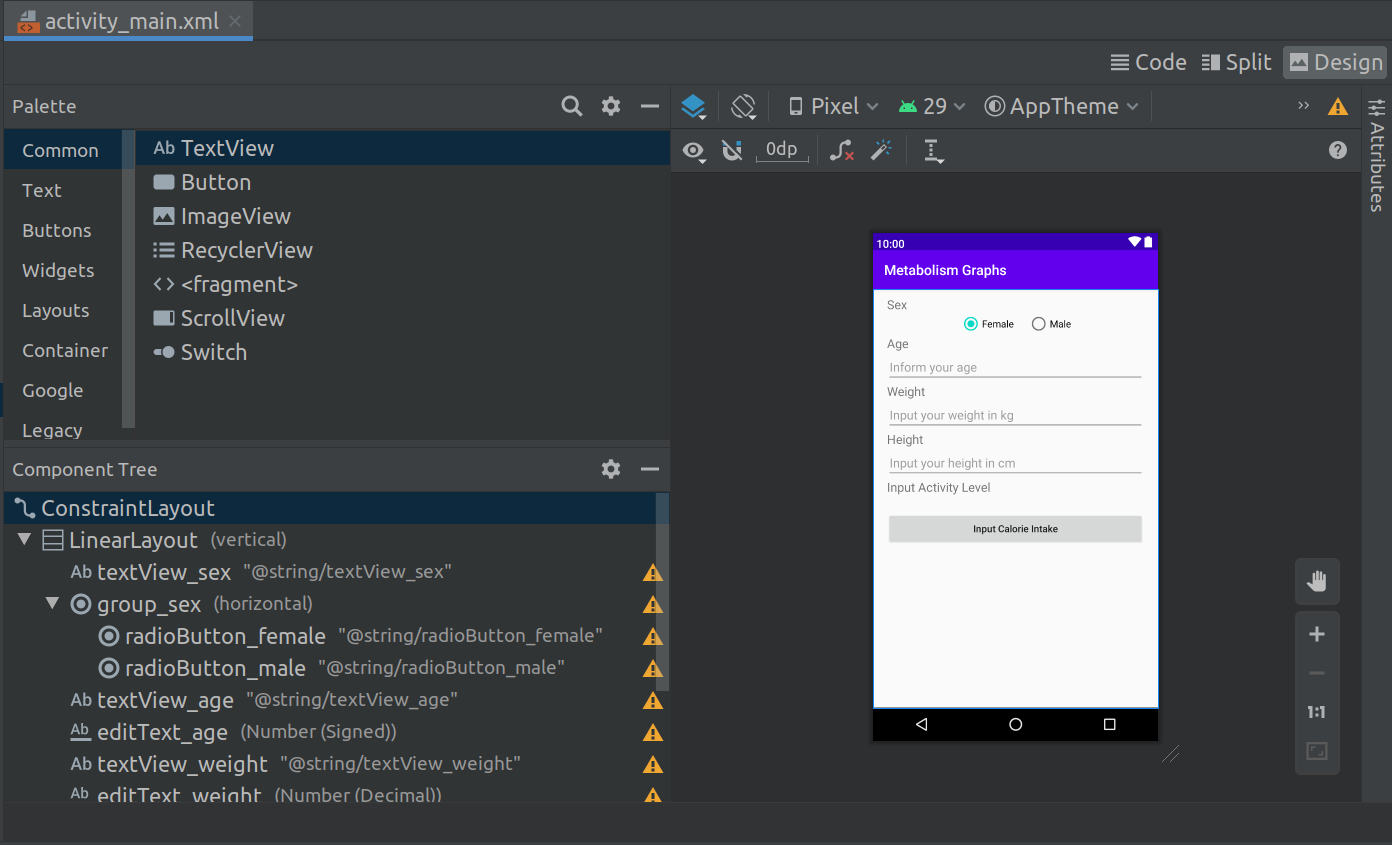 activity_main.xml
Code Split Design
Palette
Common
Text
Buttons
Widgets
Layouts
Container
Google
Legacy
Ab TextView
Button
ImageView
RecyclerView
<fragment>
ScrollView
Switch
Component Tree
ConstraintLayout
LinearLayout (vertical)
Ab textView_sex "@string/textView_sex"
group_sex (horizontal)
radioButton_female "@string/radioButton_female"
radioButton_male "@string/radioButton_male"
Ab textView_age "@string/textView_age"
Ab editText_age (Number (Signed))
Ab textView_weight "@string/textView_weight"
Ab editText_weight (Number (Decimal))
Pixel 29 AppTheme
0dp
10:00
Metabolism Graphs
Sex
Female Male
Age
Inform your age
Weight
Input your weight in kg
Height
Input your height in cm
Input Activity Level
Input Calorie Intake
1:1
Attributes